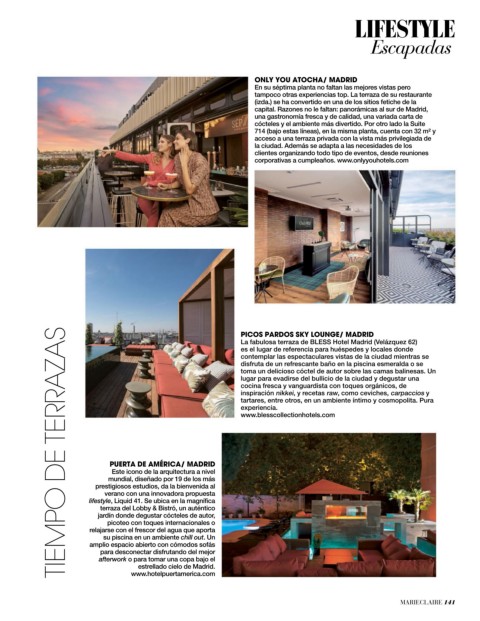 LIFESTYLE
Escapadas
ONLY YOU ATOCHA/ MADRID
En su séptima planta no faltan las mejores vistas pero
tampoco otras experiencias top. La terraza de su restaurante
(izda.) se ha convertido en una de los sitios fetiche de la
capital. Razones no le faltan: panorámicas al sur de Madrid,
una gastronomía fresca y de calidad, una variada carta de
cócteles y el ambiente más divertido. Por otro lado la Suite
714 (bajo estas líneas), en la misma planta, cuenta con 32 m² y
acceso a una terraza privada con la vista más privilegiada de
la ciudad. Además se adapta a las necesidades de los
clientes organizando todo tipo de eventos, desde reuniones
corporativas a cumpleaños. www.onlyyouhotels.com
PICOS PARDOS SKY LOUNGE/ MADRID
La fabulosa terraza de BLESS Hotel Madrid (Velázquez 62)
es el lugar de referencia para huéspedes y locales donde
contemplar las espectaculares vistas de la ciudad mientras se
disfruta de un refrescante baño en la piscina esmeralda o se
toma un delicioso cóctel de autor sobre las camas balinesas. Un
lugar para evadirse del bullicio de la ciudad y degustar una
cocina fresca y vanguardista con toques orgánicos, de
inspiración nikkei, y recetas raw, como ceviches, carpaccios y
tartares, entre otros, en un ambiente íntimo y cosmopolita. Pura
experiencia.
www.blesscollectionhotels.com
TIEMPO DE TERRAZAS
PUERTA DE AMÉRICA/ MADRID
Este icono de la arquitectura a nivel
mundial, diseñado por 19 de los más
prestigiosos estudios, da la bienvenida al
verano con una innovadora propuesta
lifestyle, Liquid 41. Se ubica en la magnífica
terraza del Lobby & Bistró, un auténtico
jardín donde degustar cócteles de autor,
picoteo con toques internacionales o
relajarse con el frescor del agua que aporta
su piscina en un ambiente chill out. Un
amplio espacio abierto con cómodos sofás
para desconectar disfrutando del mejor
afterwork o para tomar una copa bajo el
estrellado cielo de Madrid.
www.hotelpuertamerica.com
MARIECLAIRE 141